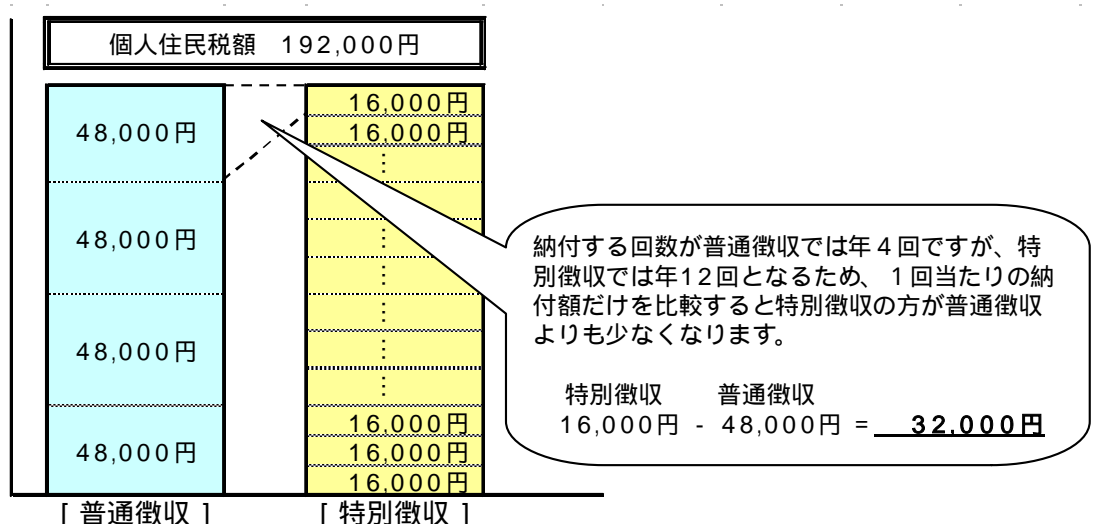 個人住民税額 192,000円
48,000円
48,000円
48,000円
48,000円
16,000円
16,000円
⋮
⋮
⋮
⋮
⋮
⋮
16,000円
16,000円
16,000円
[ 普通徴収 ]
[ 特別徴収 ]
納付する回数が普通徴収では年4回ですが、特
別徴収では年12回となるため、1回当たりの納
付額だけを比較すると特別徴収の方が普通徴収
よりも少なくなります。
特別徴収 普通徴収
16,000円 - 48,000円 = 32,000円